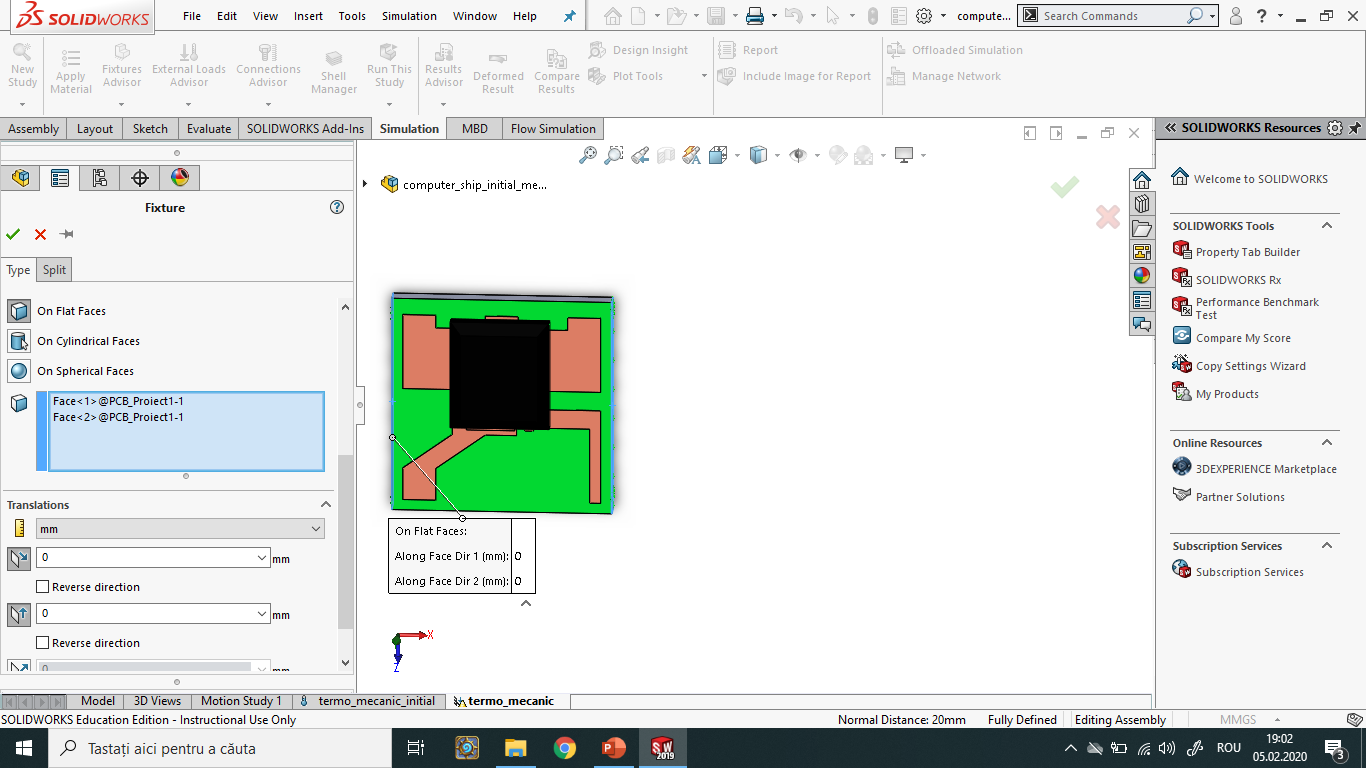 SOLIDWORKS
File Edit View Insert Tools Simulation Window Help
compute... Search Commands
New Study
Apply Material
Fixtures Advisor
External Loads Advisor
Connections Advisor
Shell Manager
Run This Study
Results Advisor
Deformed Result
Compare Results
Design Insight
Plot Tools
Report
Include Image for Report
Offloaded Simulation
Manage Network
Assembly Layout Sketch Evaluate SOLIDWORKS Add-Ins Simulation MBD Flow Simulation
Fixture
Type Split
On Flat Faces
On Cylindrical Faces
On Spherical Faces
Face<1>@PCB_Proiect1-1
Face<2>@PCB_Proiect1-1
Translations
mm
0 mm
Reverse direction
0 mm
Reverse direction
0 mm
computer_ship_initial_me...
On Flat Faces:
Along Face Dir 1 (mm): 0
Along Face Dir 2 (mm): 0
X
Z
SOLIDWORKS Resources
Welcome to SOLIDWORKS
SOLIDWORKS Tools
Property Tab Builder
SOLIDWORKS Rx
Performance Benchmark
Test
Compare My Score
Copy Settings Wizard
My Products
Online Resources
3DEXPERIENCE Marketplace
Partner Solutions
Subscription Services
Subscription Services
Model 3D Views Motion Study 1 termo_mecanic_initial termo_mecanic
SOLIDWORKS Education Edition - Instructional Use Only
Normal Distance: 20mm Fully Defined Editing Assembly MMGS
Tastați aici pentru a căuta
SW 2019
ROU
19:02
05.02.2020
3